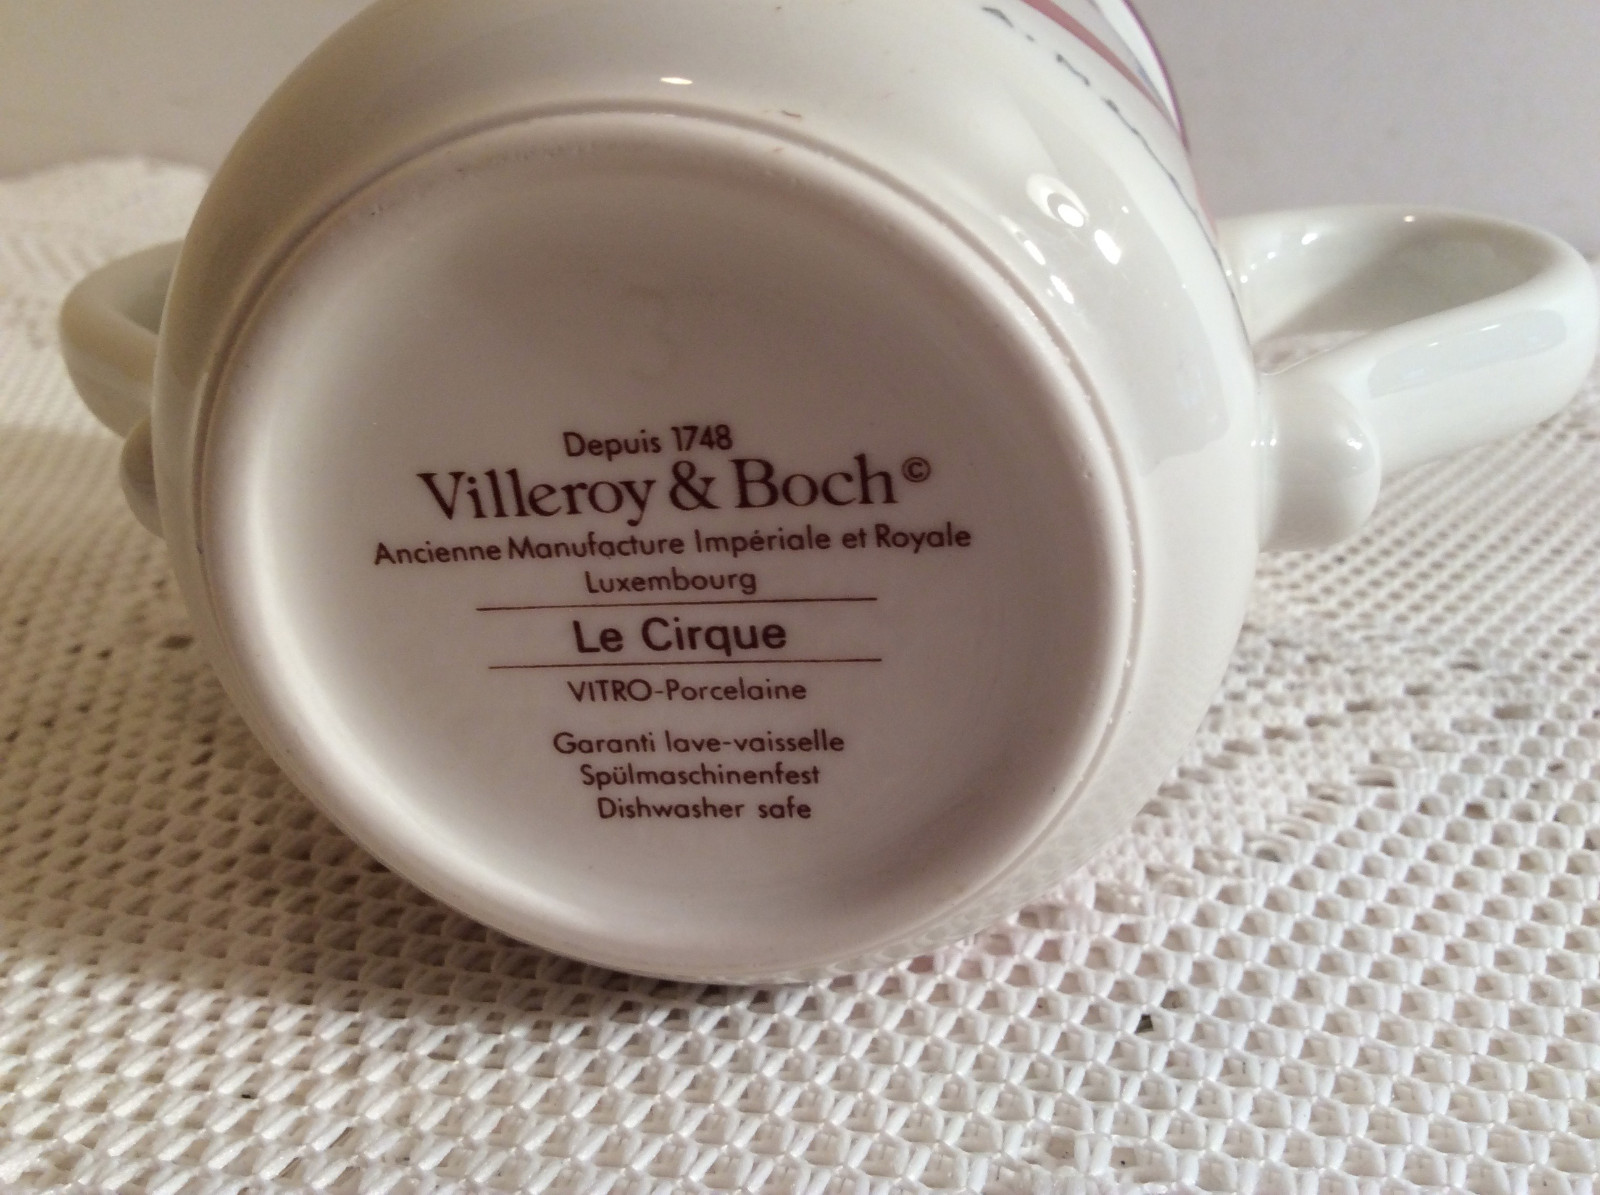 Depuis 1748
Villeroy & Boch©
Ancienne Manufacture Impériale et Royale
Luxembourg
Le Cirque
VITRO-Porcelaine
Garanti lave-vaisselle
Spülmaschinenfest
Dishwasher safe